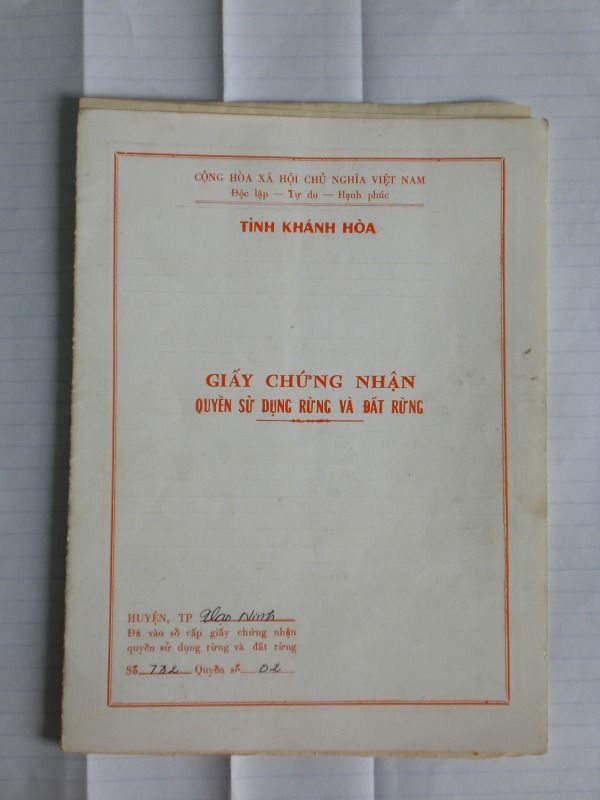 CỘNG HÒA XÃ HỘI CHỦ NGHĨA VIỆT NAM
Độc lập — Tự do — Hạnh phúc
TỈNH KHÁNH HÒA
GIẤY CHỨNG NHẬN
QUYỀN SỬ DỤNG RỪNG VÀ ĐẤT RỪNG
HUYỆN, TP Vạn Ninh
Đã vào sổ cấp giấy chứng nhận
quyền sử dụng rừng và đất rừng
Số 732 Quyển số 02